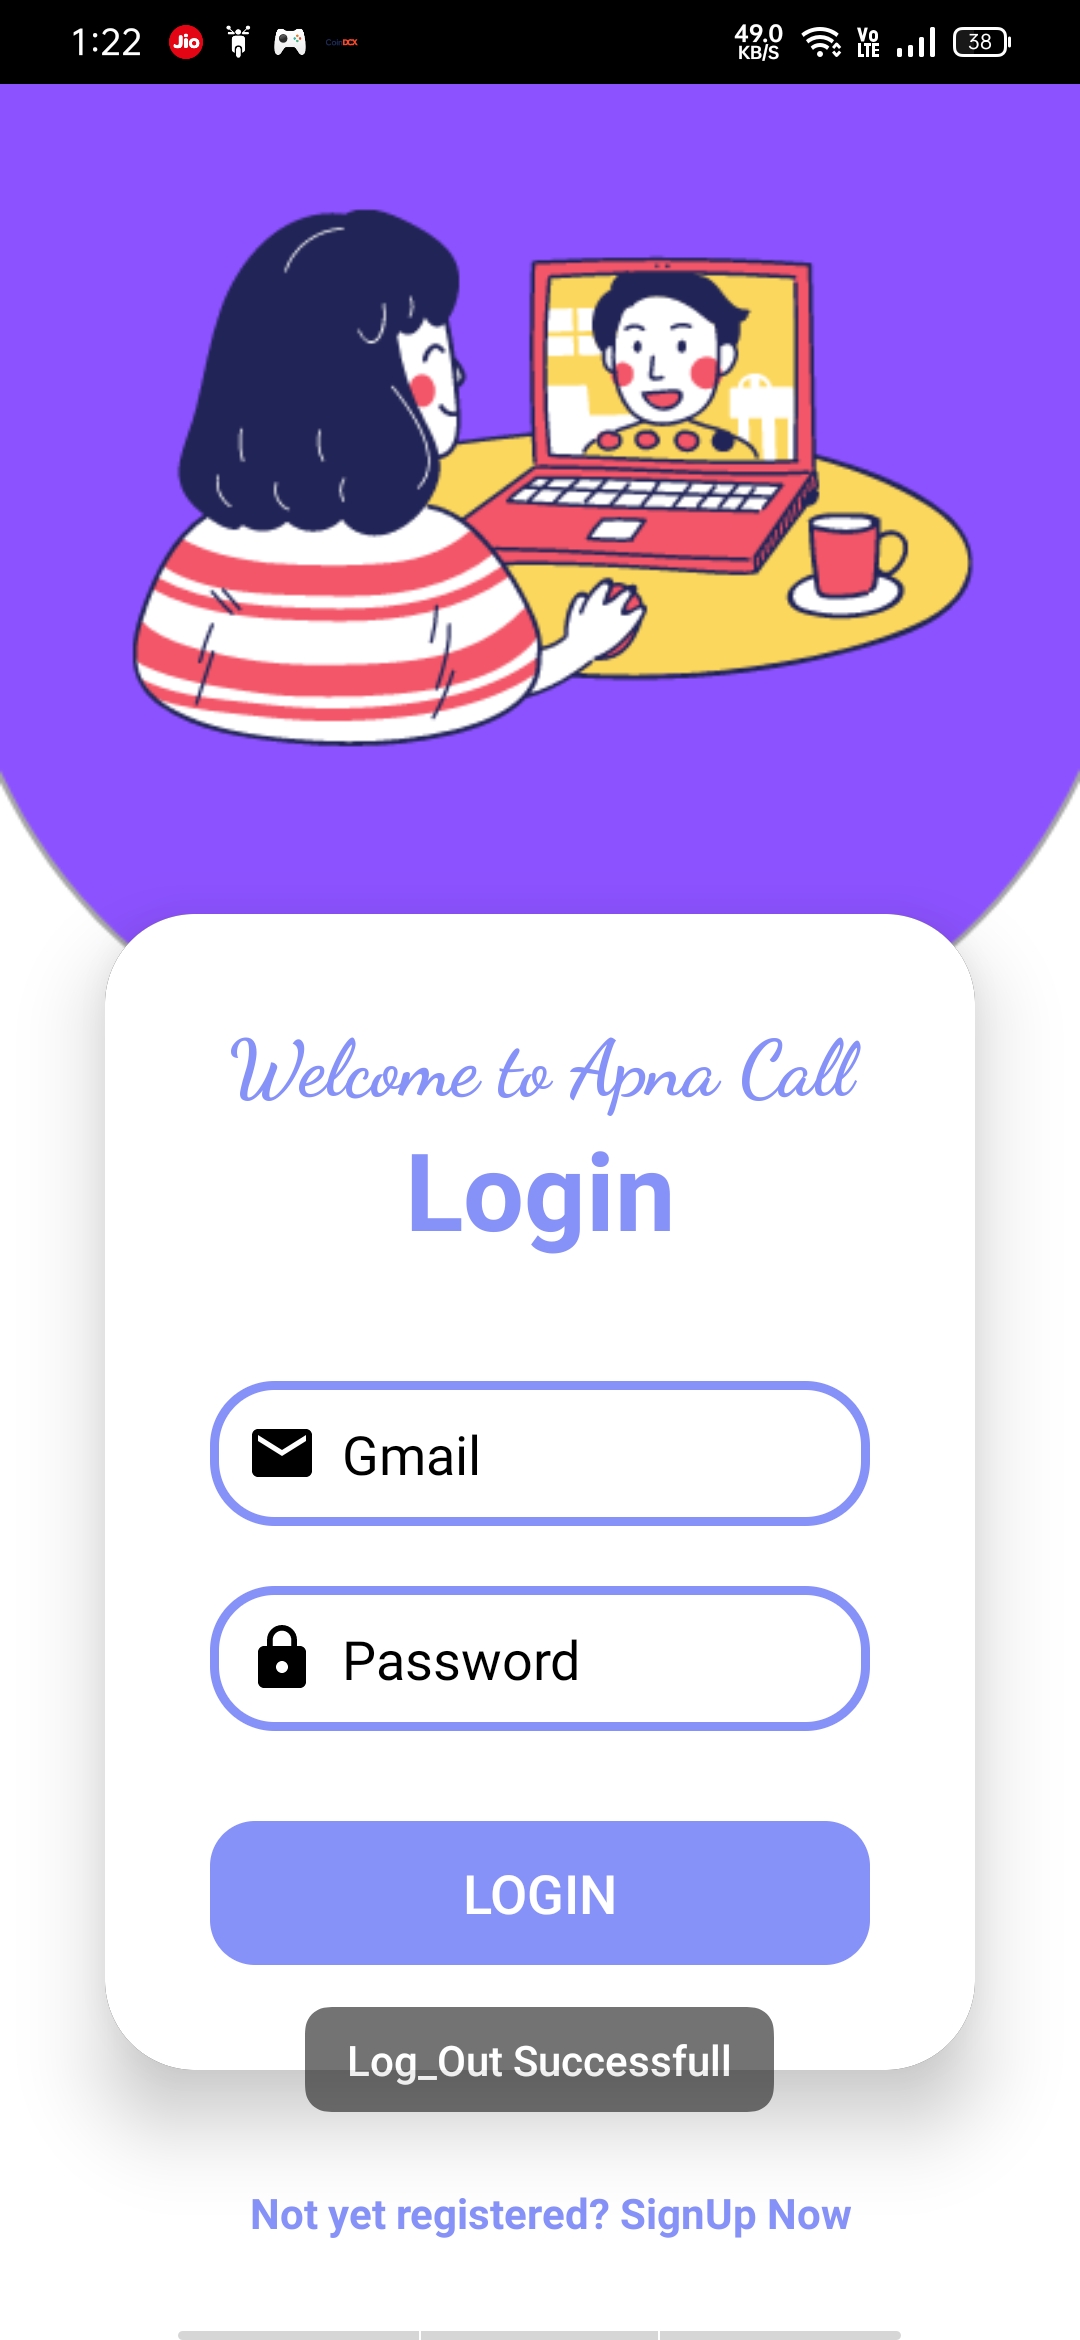 1:22 Jio CoinDCX 49.0 KB/S Vo LTE 38
Welcome to Apna Call
Login
Gmail
Password
LOGIN
Log_Out Successfull
Not yet registered? SignUp Now